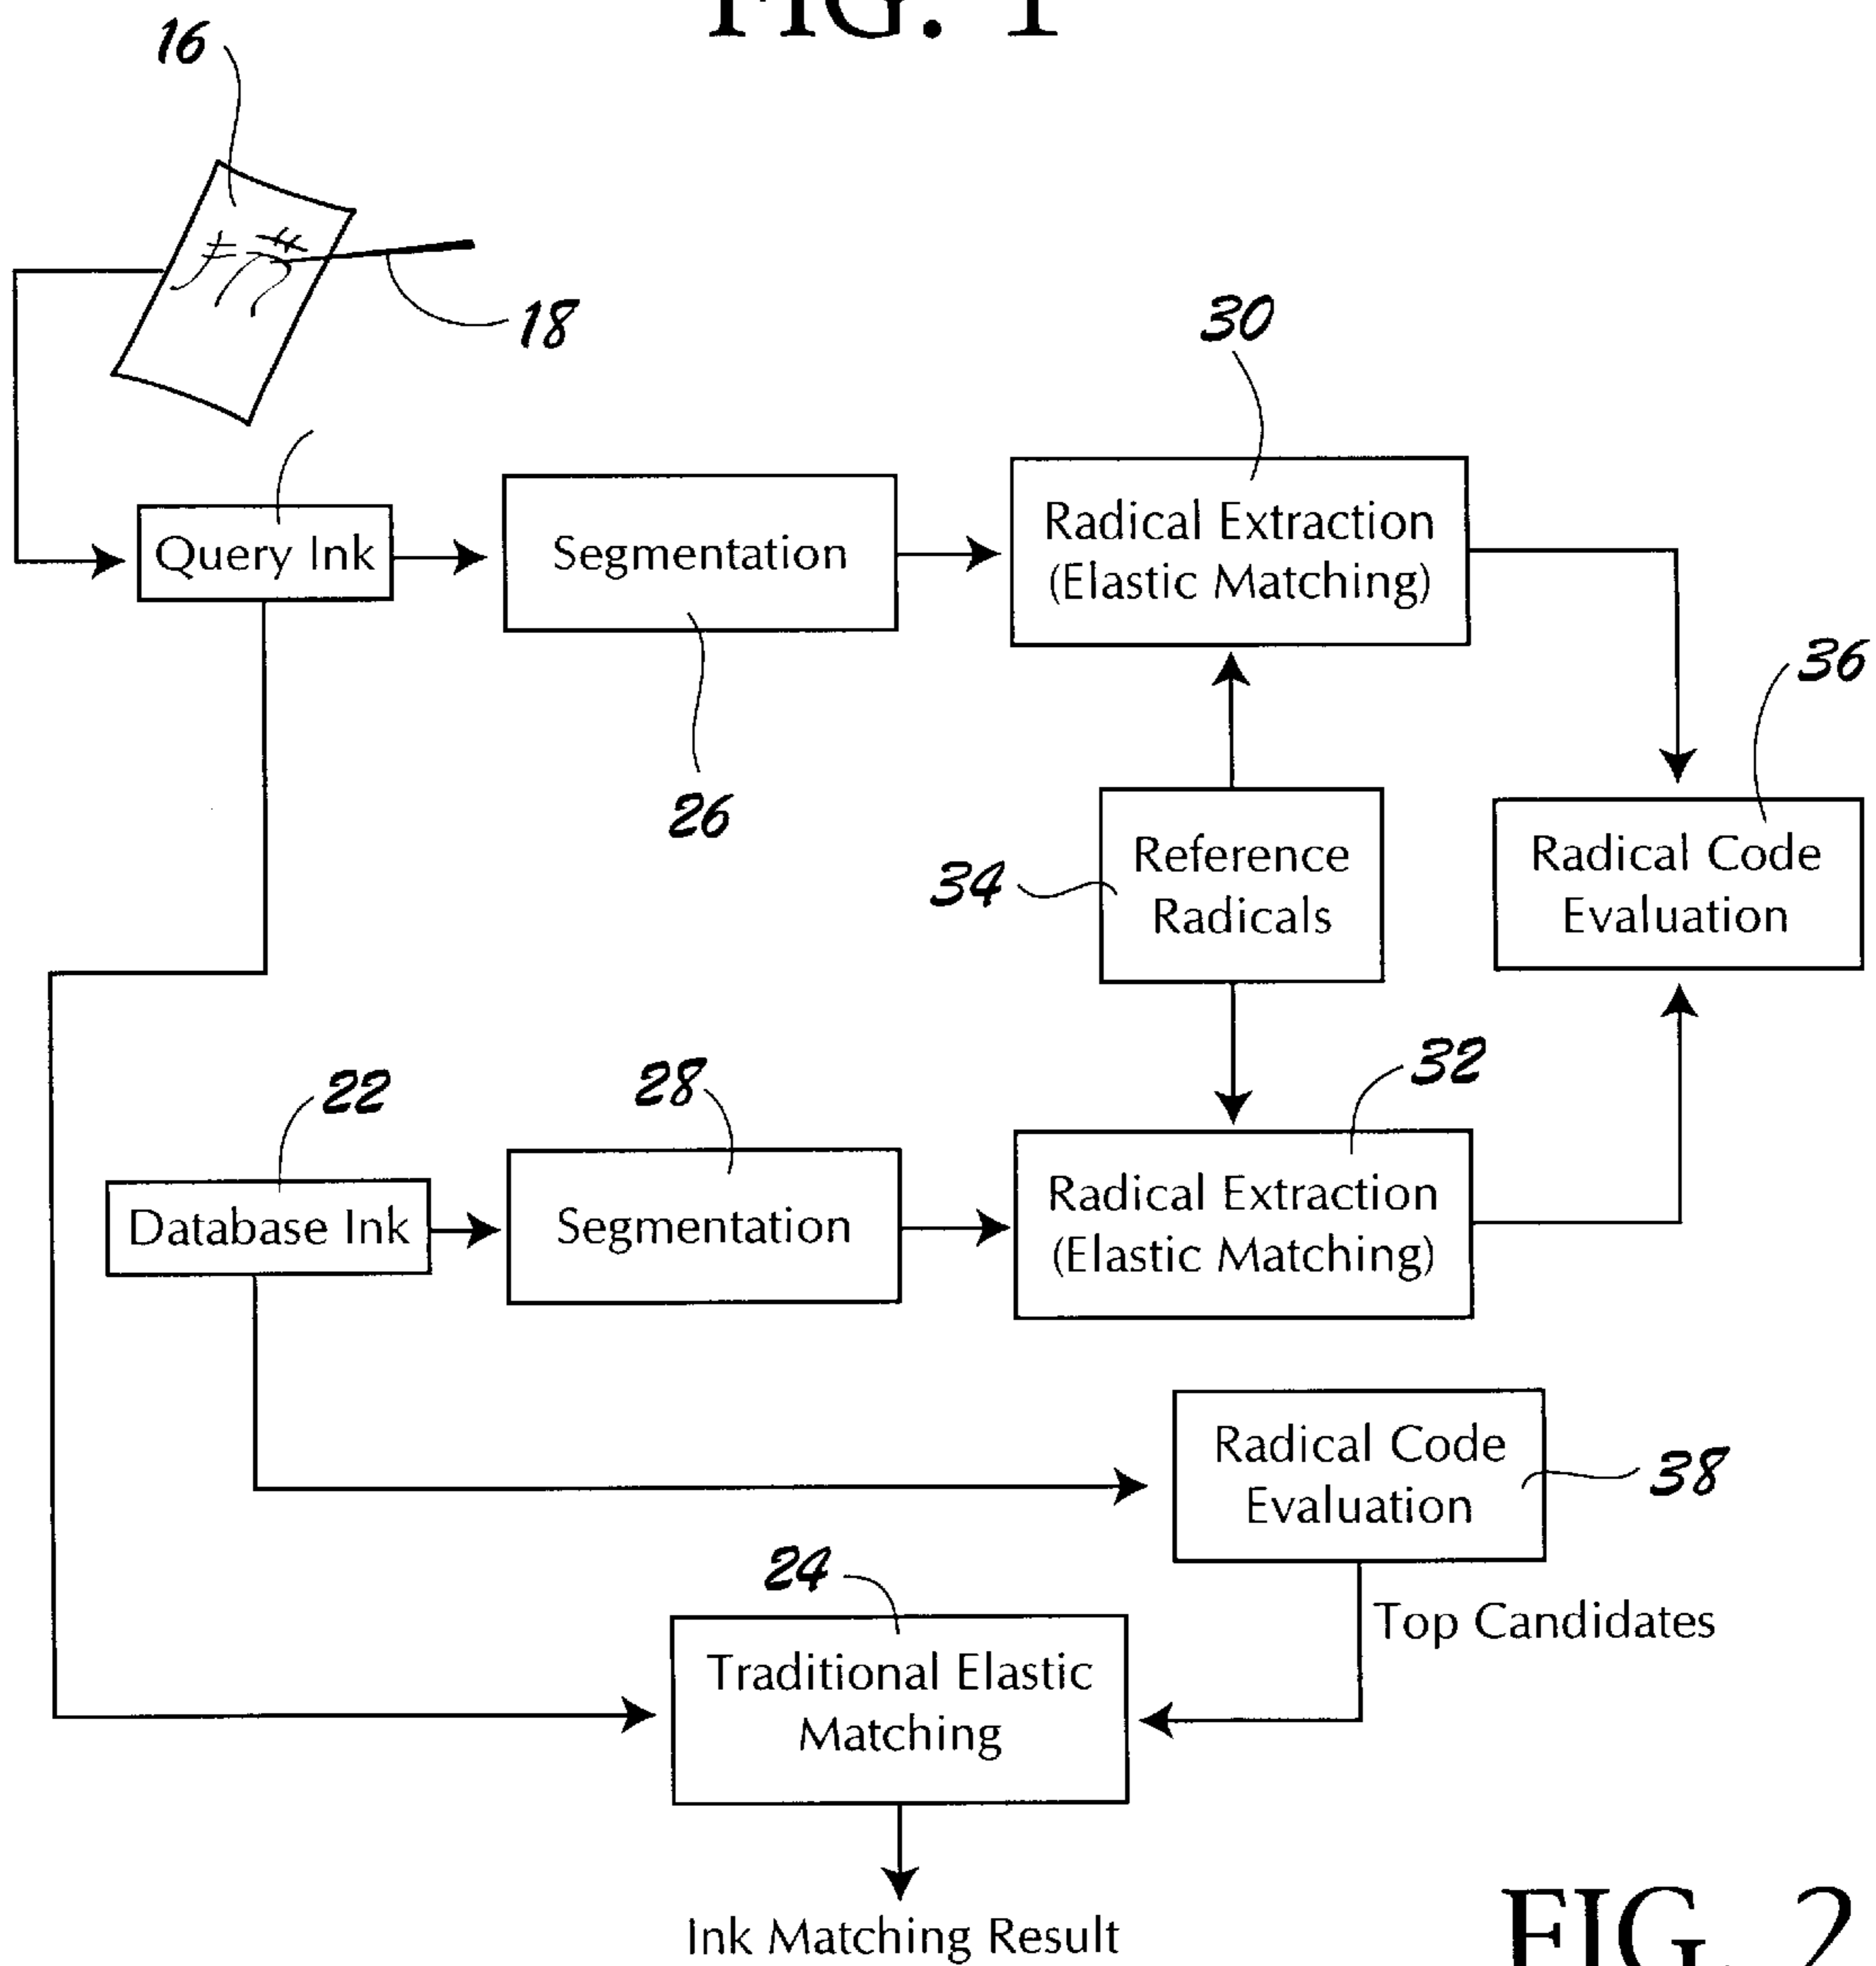 FIG. 1
16
18
30
Query Ink
Segmentation
Radical Extraction
(Elastic Matching)
36
26
34
Reference
Radicals
Radical Code
Evaluation
22
28
32
Database Ink
Segmentation
Radical Extraction
(Elastic Matching)
Radical Code
Evaluation
38
24
Top Candidates
Traditional Elastic
Matching
Ink Matching Result
FIG. 2